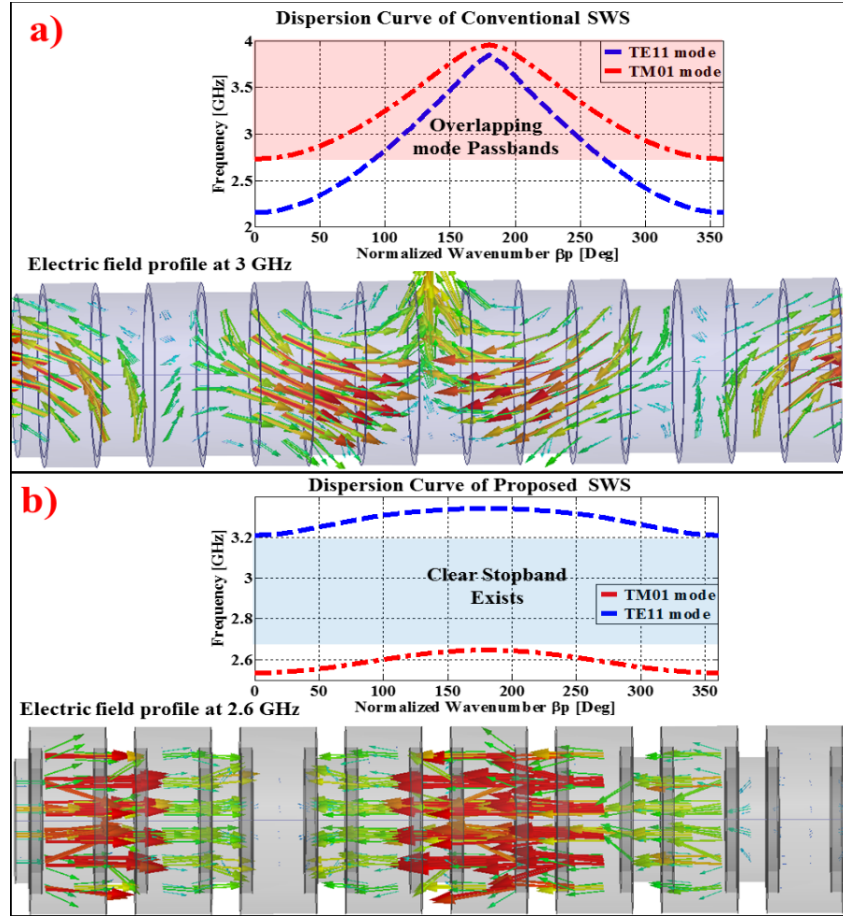 a)
Dispersion Curve of Conventional SWS
4
3.5
3
2.5
2
Frequency [GHz]
TE11 mode
TM01 mode
Overlapping
mode Passbands
0 50 100 150 200 250 300 350
Normalized Wavenumber βp [Deg]
Electric field profile at 3 GHz
b)
Dispersion Curve of Proposed SWS
3.2
3
2.8
2.6
Frequency [GHz]
Clear Stopband
Exists
TM01 mode
TE11 mode
0 50 100 150 200 250 300 350
Normalized Wavenumber βp [Deg]
Electric field profile at 2.6 GHz